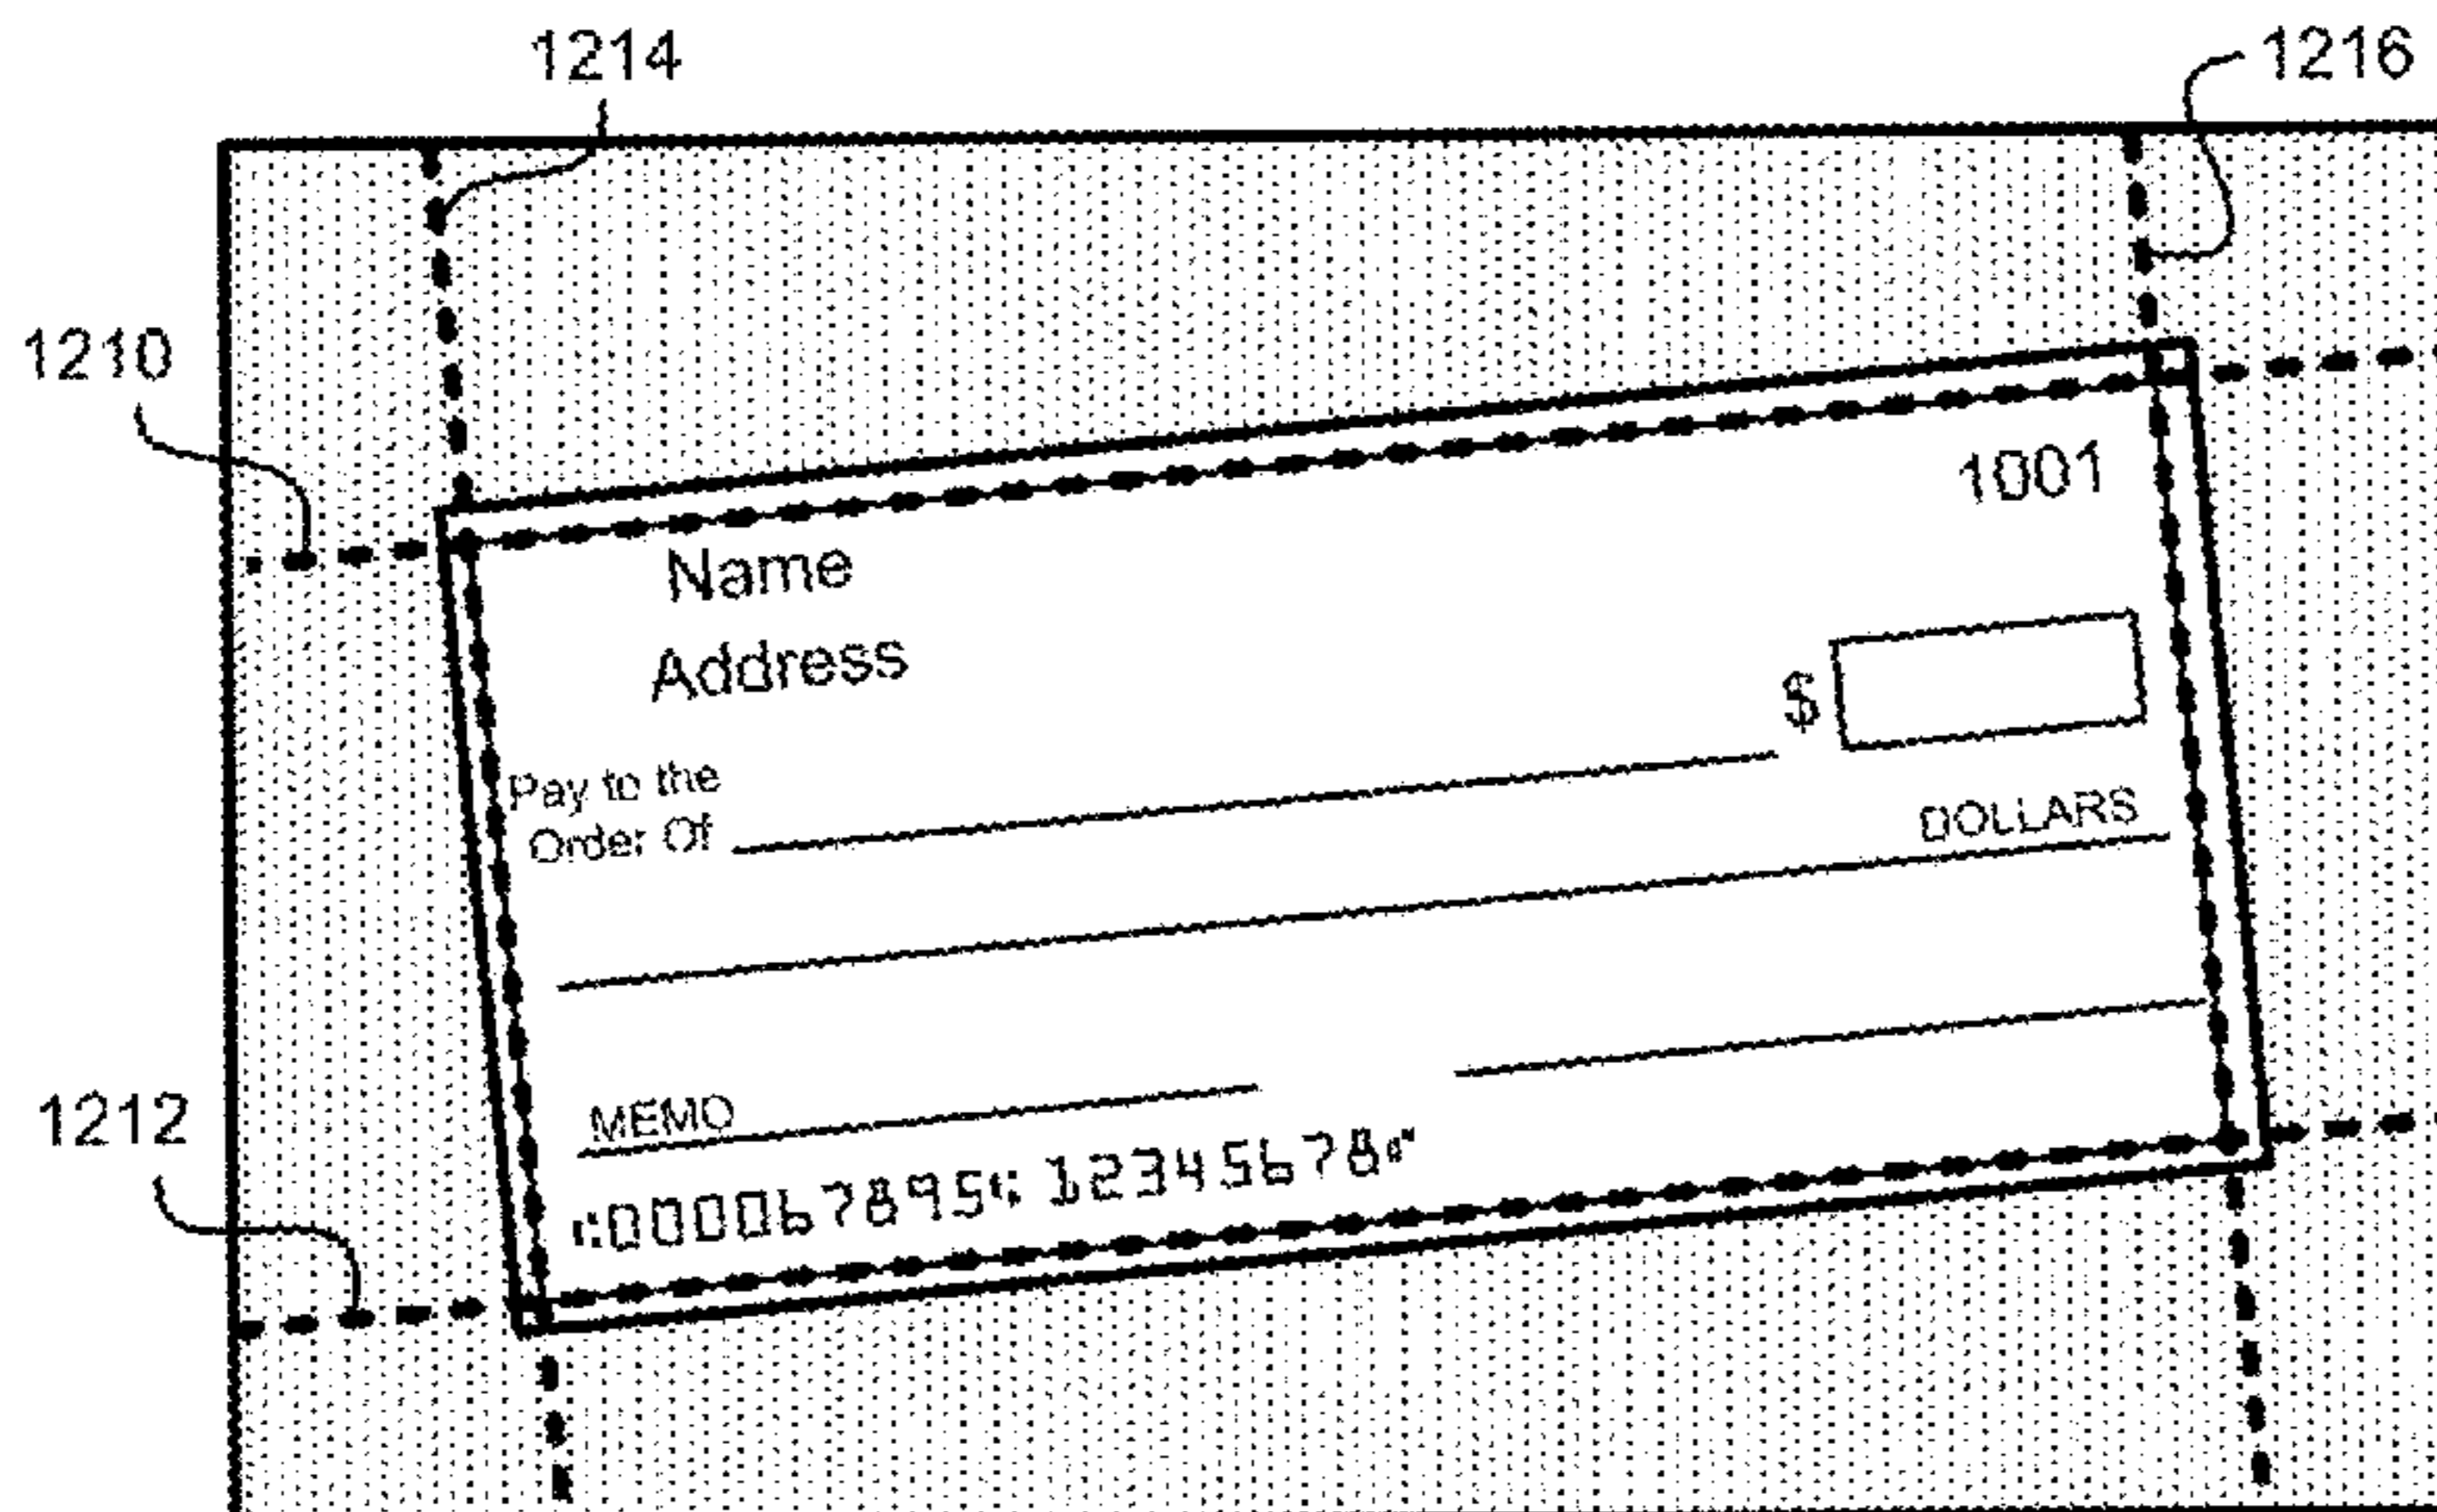 1214
1216
1210
1001
Name
Address
$
Pay to the
Order Of
DOLLARS
1212
MEMO
⑆000067895⑆ 12345678⑈